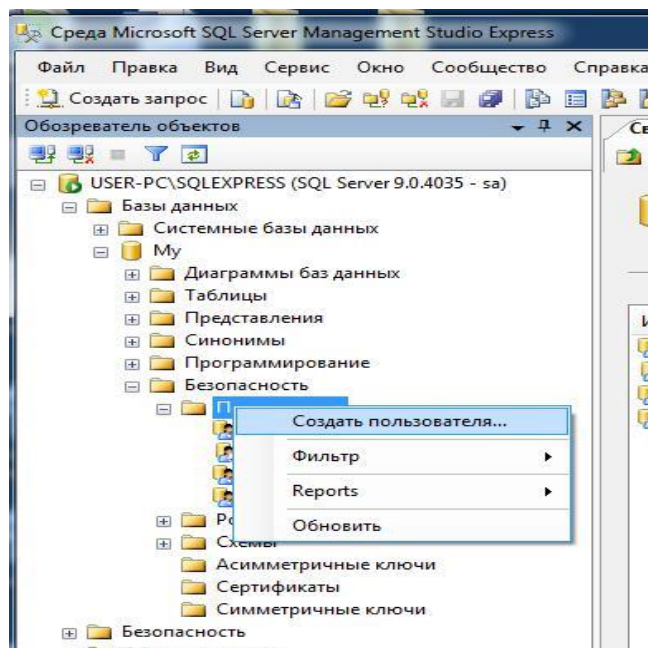 Среда Microsoft SQL Server Management Studio Express
Файл Правка Вид Сервис Окно Сообщество Справка
Создать запрос
Обозреватель объектов
USER-PC\SQLEXPRESS (SQL Server 9.0.4035 - sa)
Базы данных
Системные базы данных
My
Диаграммы баз данных
Таблицы
Представления
Синонимы
Программирование
Безопасность
Создать пользователя...
Фильтр
Reports
Обновить
Схемы
Асимметричные ключи
Сертификаты
Симметричные ключи
Безопасность